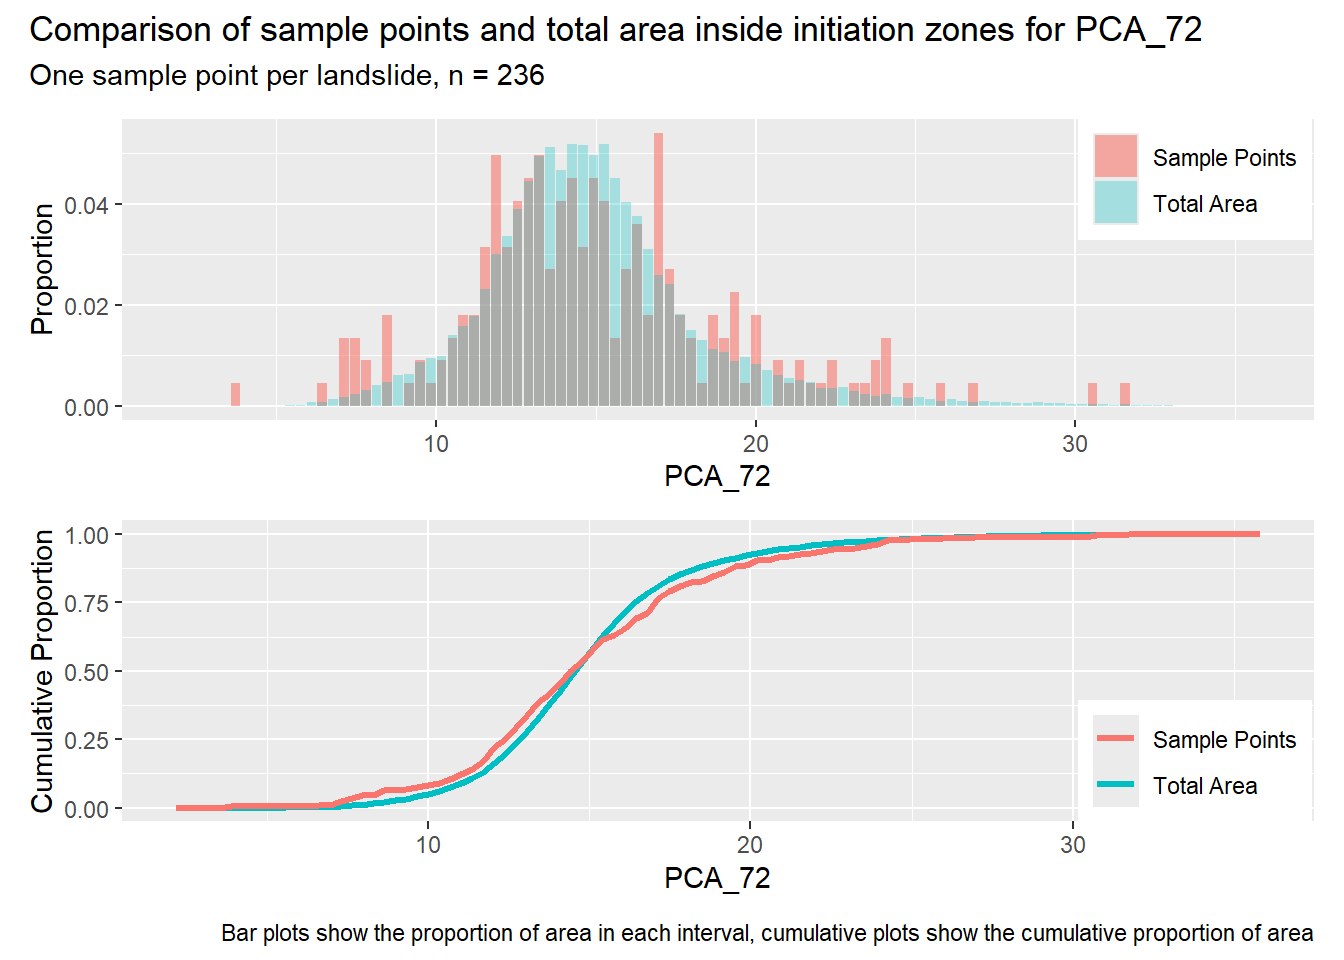 Comparison of sample points and total area inside initiation zones for PCA_72
One sample point per landslide, n = 236
Proportion
0.04
0.02
0.00
10
20
30
PCA_72
Sample Points
Total Area
Cumulative Proportion
1.00
0.75
0.50
0.25
0.00
10
20
30
PCA_72
Sample Points
Total Area
Bar plots show the proportion of area in each interval, cumulative plots show the cumulative proportion of area